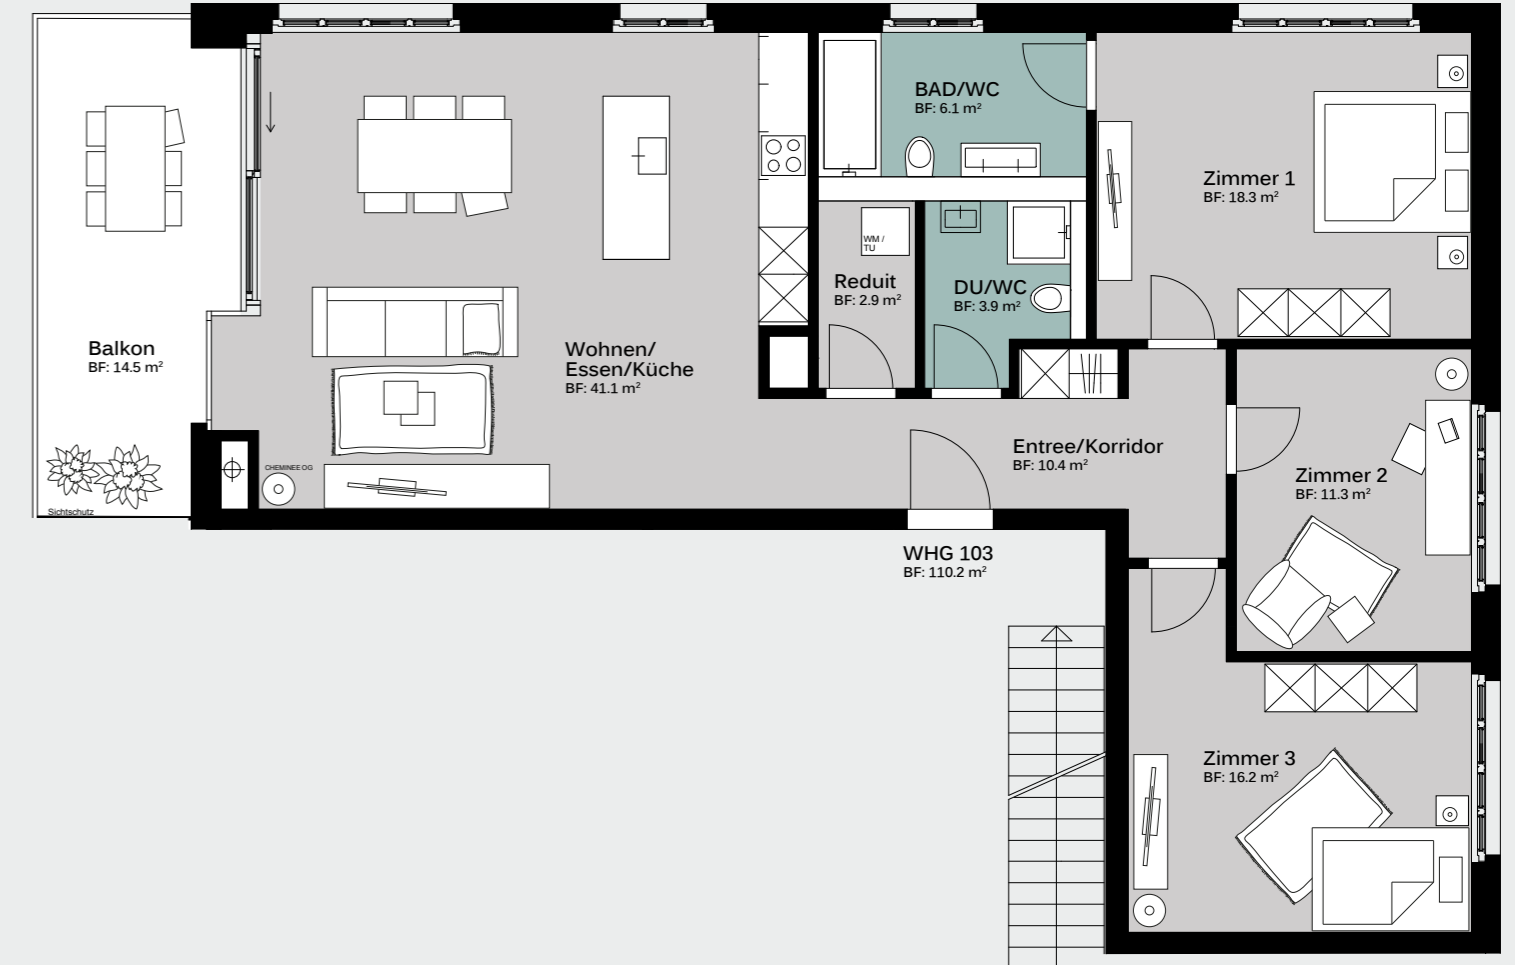 BAD/WC
BF: 6.1 m²
Zimmer 1
BF: 18.3 m²
WM /
TU
Reduit
BF: 2.9 m²
DU/WC
BF: 3.9 m²
Balkon
BF: 14.5 m²
Wohnen/
Essen/Küche
BF: 41.1 m²
Entree/Korridor
BF: 10.4 m²
Zimmer 2
BF: 11.3 m²
CHEMINEE OG
Sichtschutz
WHG 103
BF: 110.2 m²
Zimmer 3
BF: 16.2 m²